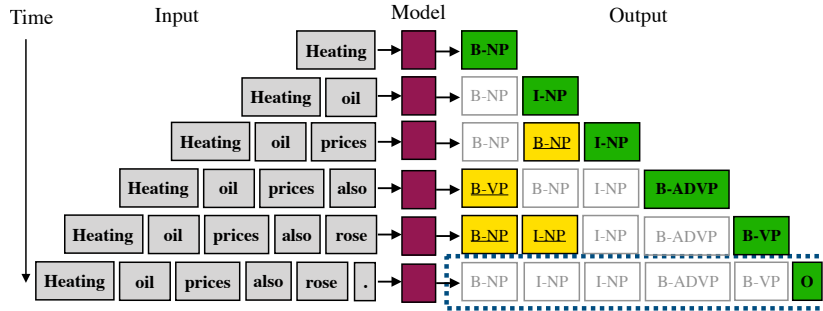 Time Input Model Output
Heating B-NP
Heating oil B-NP I-NP
Heating oil prices B-NP B-NP I-NP
Heating oil prices also B-VP B-NP I-NP B-ADVP
Heating oil prices also rose B-NP I-NP I-NP B-ADVP B-VP
Heating oil prices also rose . B-NP I-NP I-NP B-ADVP B-VP O